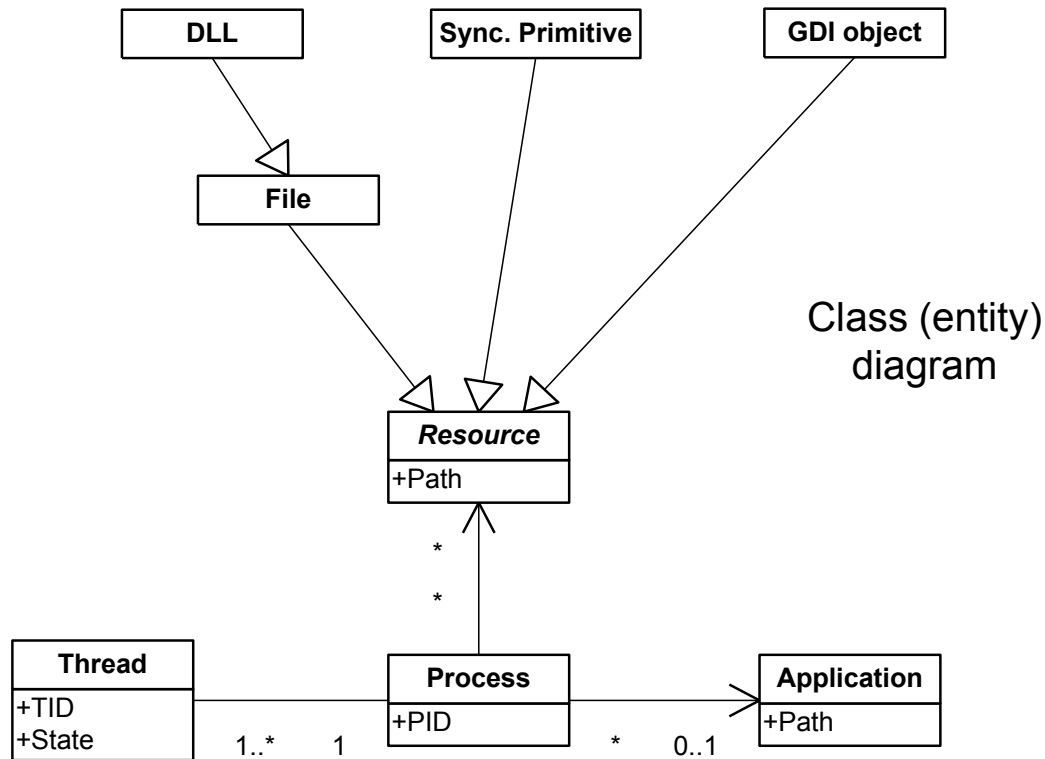 DLL
Sync. Primitive
GDI object
File
Class (entity)
diagram
Resource
+Path
*
*
Thread
+TID
+State
1..*
1
Process
+PID
*
0..1
Application
+Path